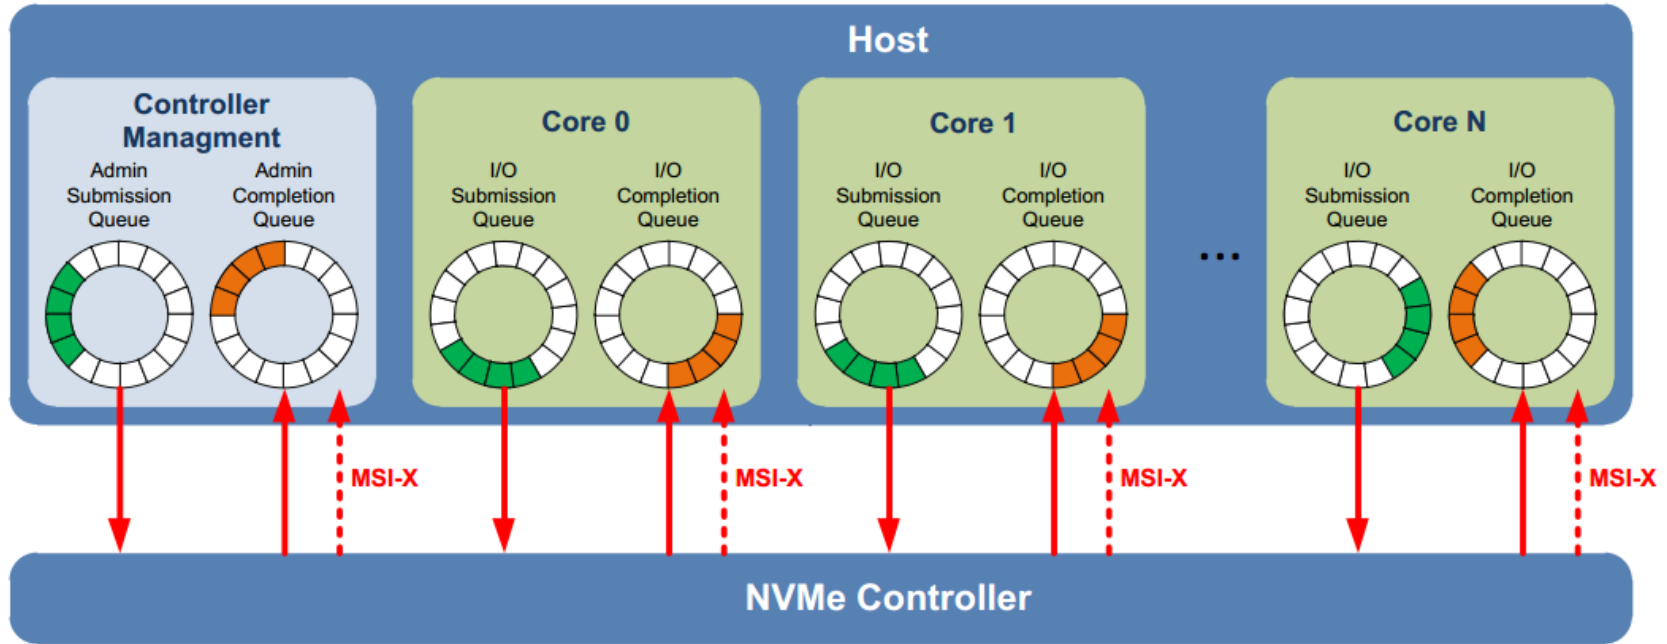 Host
Controller
Managment
Admin
Submission
Queue
Admin
Completion
Queue
Core 0
I/O
Submission
Queue
I/O
Completion
Queue
Core 1
I/O
Submission
Queue
I/O
Completion
Queue
...
Core N
I/O
Submission
Queue
I/O
Completion
Queue
MSI-X
MSI-X
MSI-X
MSI-X
NVMe Controller